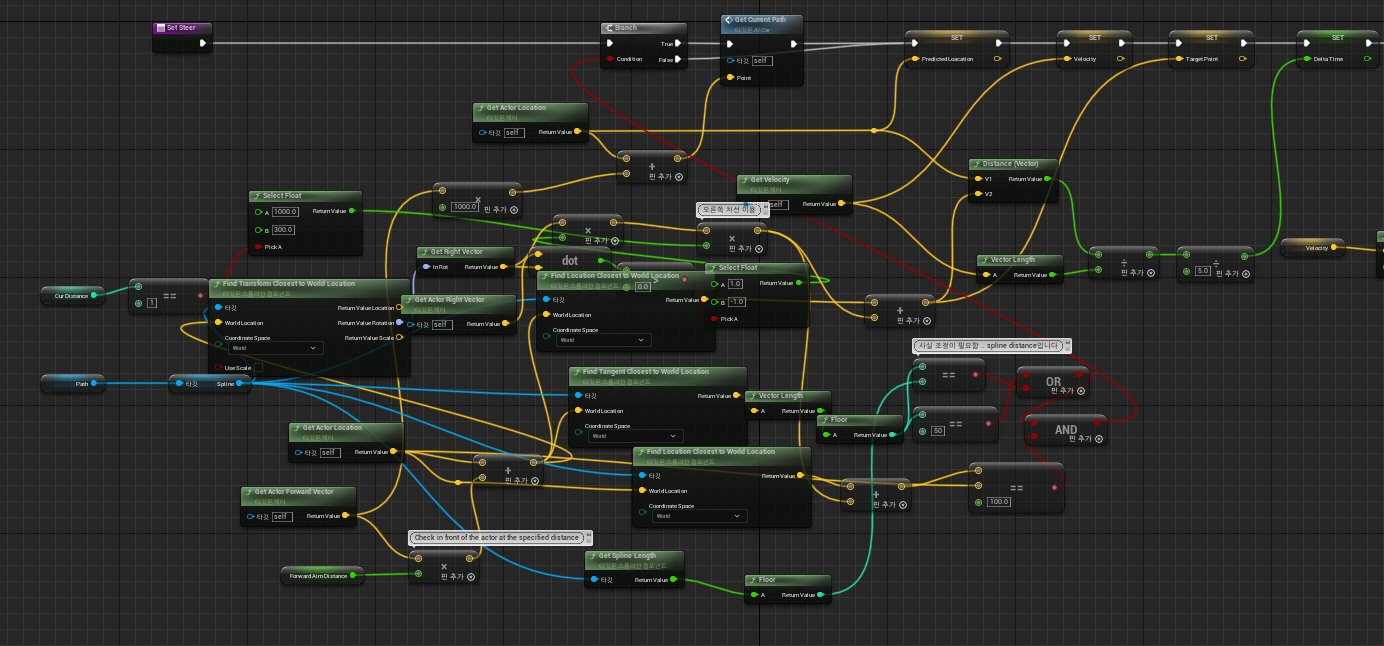 Set Steer
Branch
True
Condition
False
Get Current Path
타깃은 AI Car
타깃 self
Point
SET
Predicted Loacation
SET
Velocity
SET
Target Point
SET
Delta Time
Get Actor Location
타깃은 액터
타깃 self
Return Value
+
핀 추가
Get Velocity
타깃은 액터
self
Return Value
Distance (Vector)
V1
Return Value
V2
Select Float
A 1000.0
Return Value
B 300.0
Pick A
×
1000.0
핀 추가
오른쪽 차선 이용
×
핀 추가
×
핀 추가
Get Right Vector
In Rot
Return Value
dot
>
0.0
Select Float
A 1.0
Return Value
B -1.0
Pick A
Vector Length
A
Return Value
÷
핀 추가
÷
5.0
핀 추가
Velocity
Cur Distance
==
1
Find Transform Closest to World Location
타깃은 스플라인 컴포넌트
타깃
Return Value Location
World Location
Return Value Rotation
Coordinate Space
Return Value Scale
World
Use Scale
Get Actor Right Vector
타깃은 액터
타깃 self
Return Value
Find Location Closest to World Location
타깃은 스플라인 컴포넌트
타깃
Return Value
World Location
Coordinate Space
World
+
핀 추가
사실 조정이 필요함 .. spline distance입니다
==
OR
핀 추가
==
50
AND
핀 추가
Path
타깃
Spline
Find Tangent Closest to World Location
타깃은 스플라인 컴포넌트
타깃
Return Value
World Location
Coordinate Space
World
Vector Length
A
Return Value
Floor
A
Return Value
Get Actor Location
타깃은 액터
타깃 self
Return Value
+
핀 추가
Find Location Closest to World Location
타깃은 스플라인 컴포넌트
타깃
Return Value
World Location
Coordinate Space
World
+
핀 추가
==
100.0
Get Actor Forward Vector
타깃은 액터
타깃 self
Return Value
Check in front of the actor at the specified distance
×
핀 추가
Forward Aim Distance
Get Spline Length
타깃은 스플라인 컴포넌트
타깃
Return Value
Floor
A
Return Value